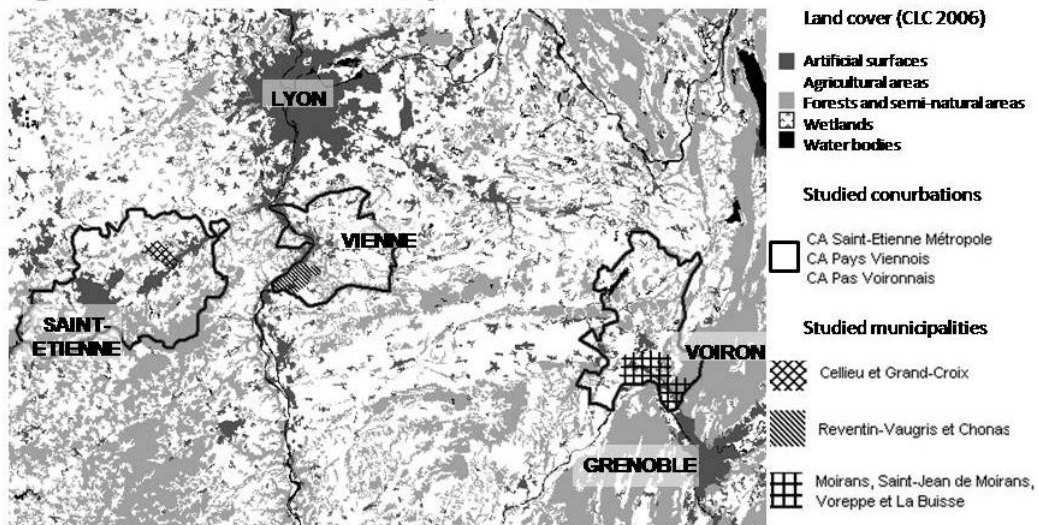 LYON
VIENNE
SAINT-
ETIENNE
VOIRON
GRENOBLE
Land cover (CLC 2006)
Artificial surfaces
Agricultural areas
Forests and semi-natural areas
Wetlands
Water bodies
Studied conurbations
CA Saint-Etienne Métropole
CA Pays Viennois
CA Pas Voironnais
Studied municipalities
Cellieu et Grand-Croix
Reventin-Vaugris et Chonas
Moirans, Saint-Jean de Moirans,
Voreppe et La Buisse